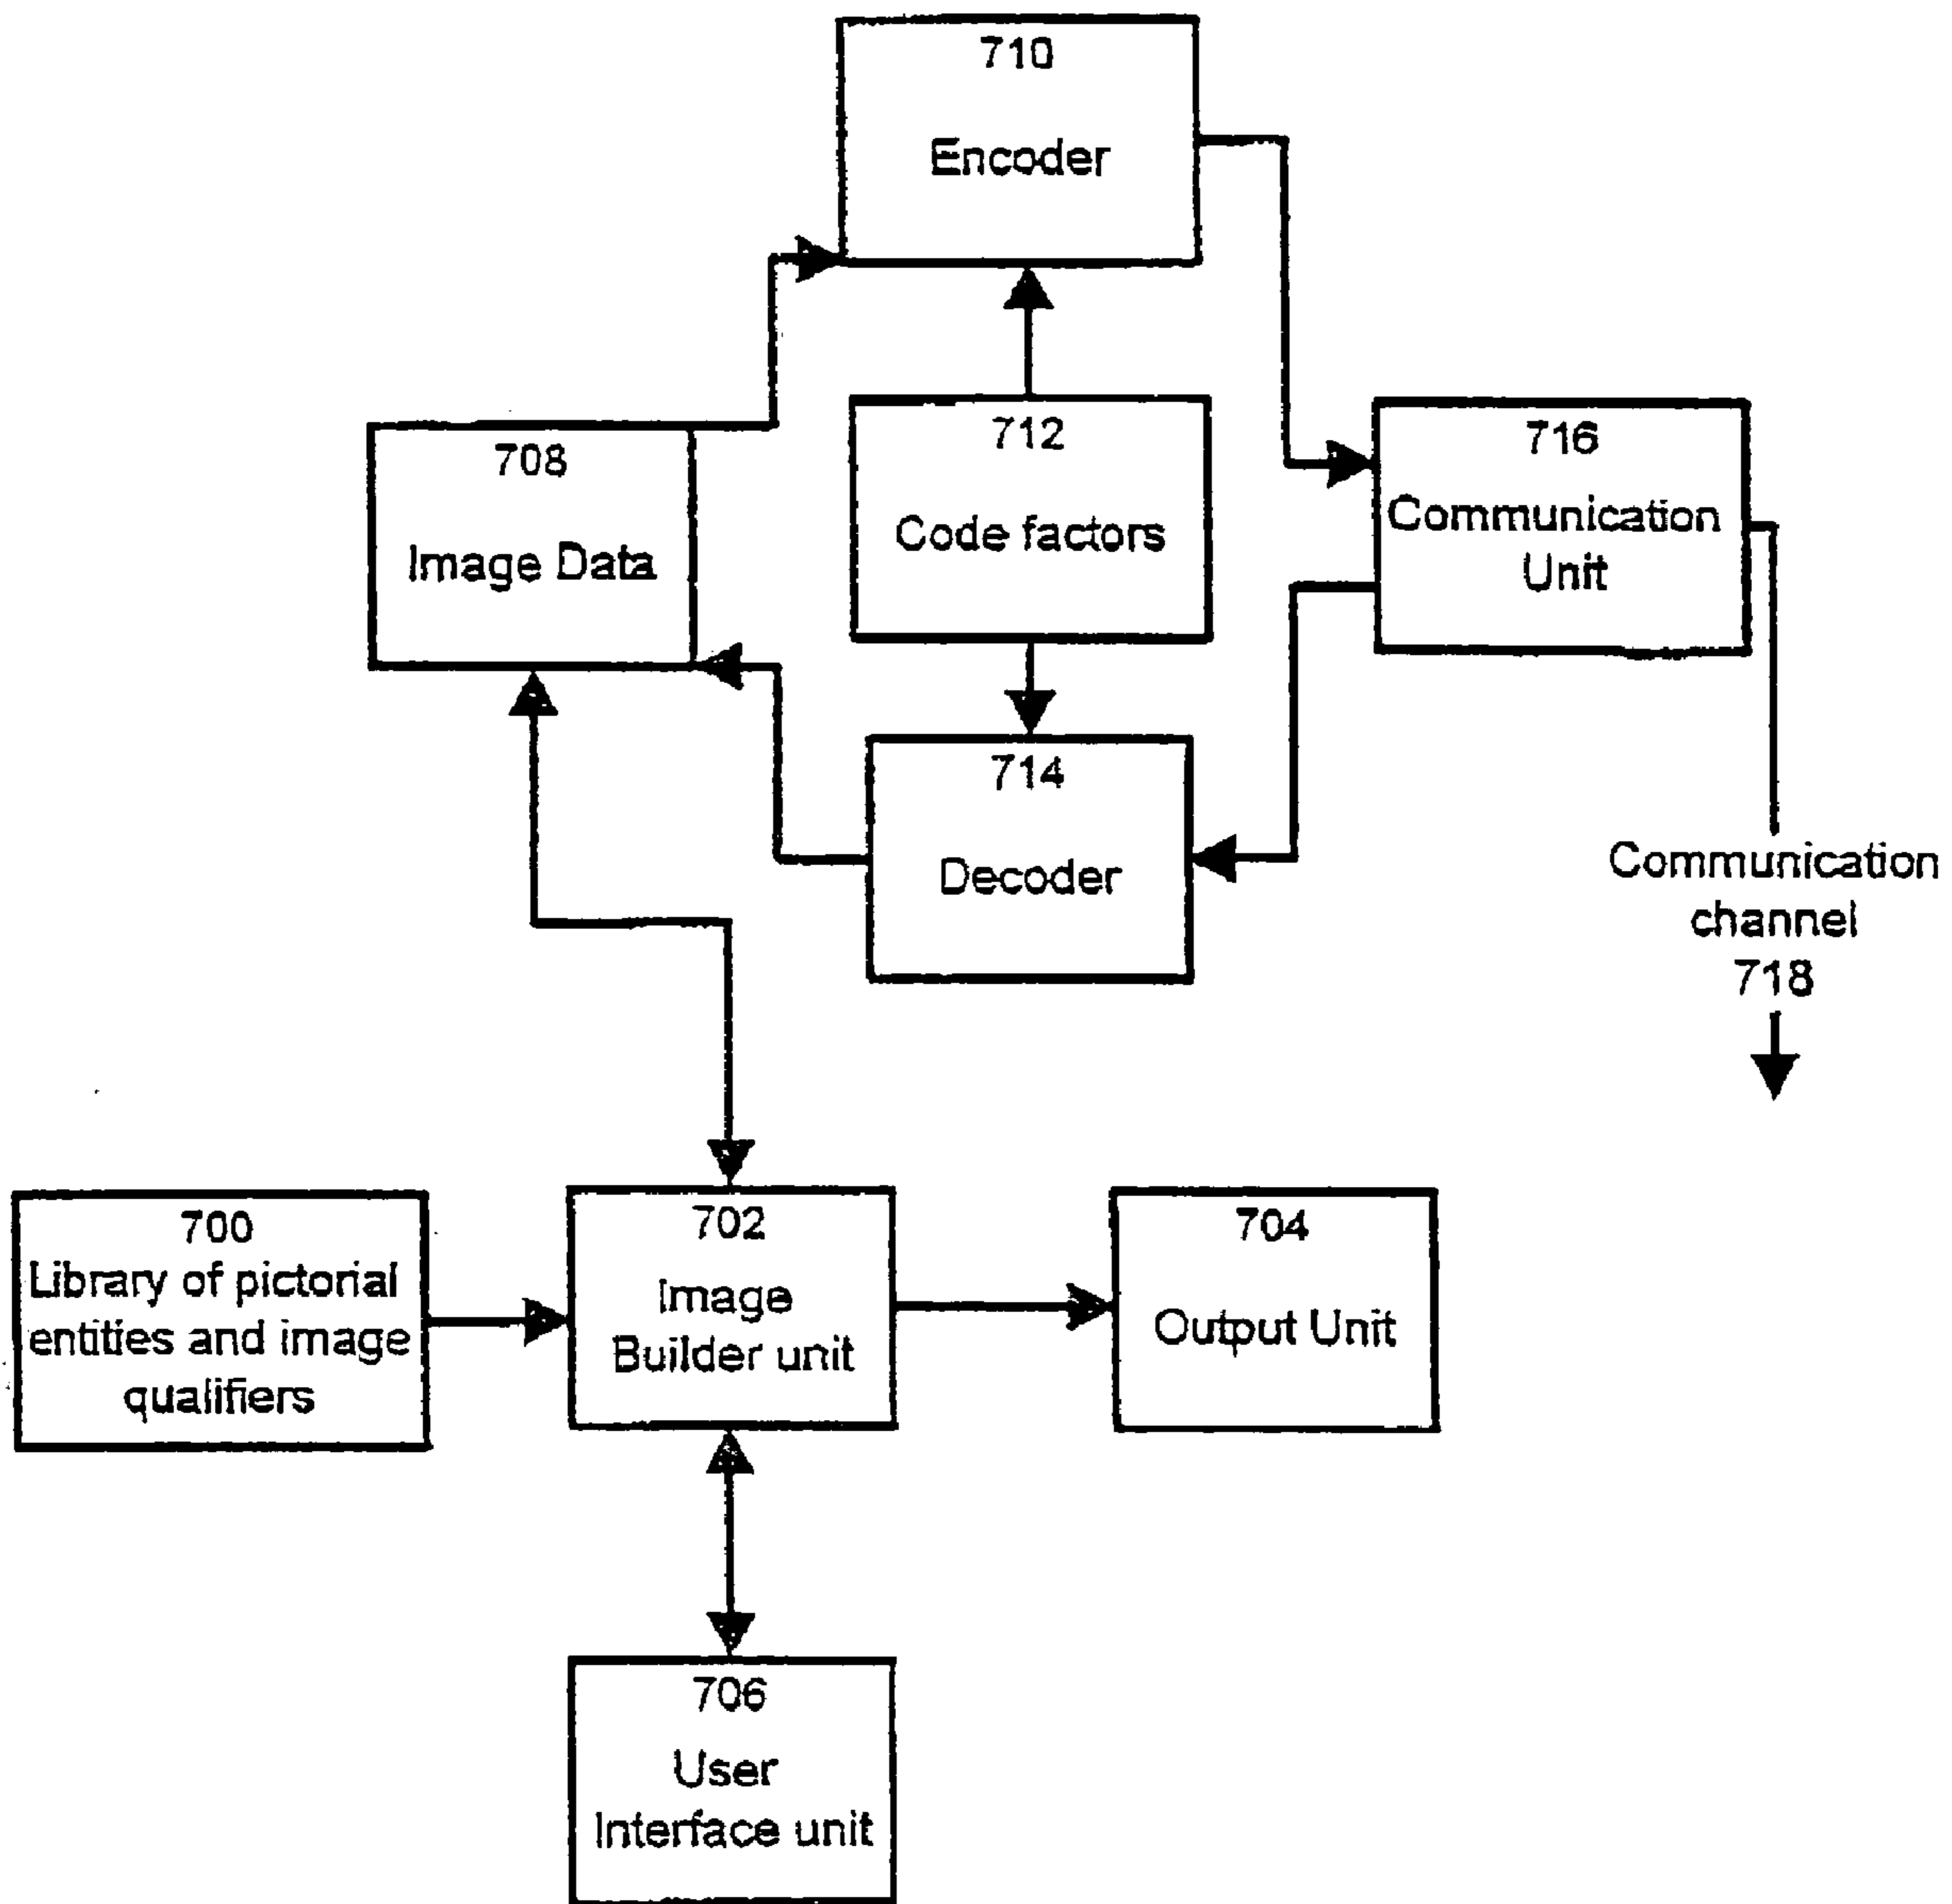 710
Encoder
712
Code factors
708
Image Data
716
Communication
Unit
714
Decoder
Communication
channel
718
700
Library of pictorial
entities and image
qualifiers
702
Image
Builder unit
704
Output Unit
706
User
Interface unit